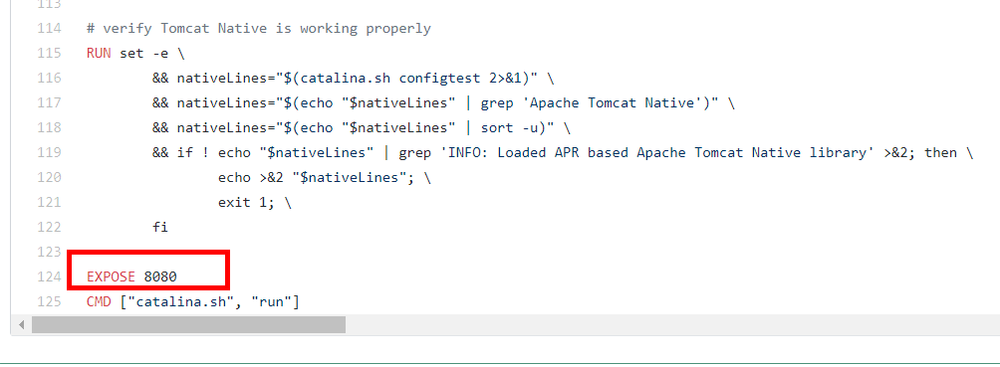 113
114 # verify Tomcat Native is working properly
115 RUN set -e \
116 && nativeLines="$(catalina.sh configtest 2>&1)" \
117 && nativeLines="$(echo "$nativeLines" | grep 'Apache Tomcat Native')" \
118 && nativeLines="$(echo "$nativeLines" | sort -u)" \
119 && if ! echo "$nativeLines" | grep 'INFO: Loaded APR based Apache Tomcat Native library' >&2; then \
120 echo >&2 "$nativeLines"; \
121 exit 1; \
122 fi
123
124 EXPOSE 8080
125 CMD ["catalina.sh", "run"]